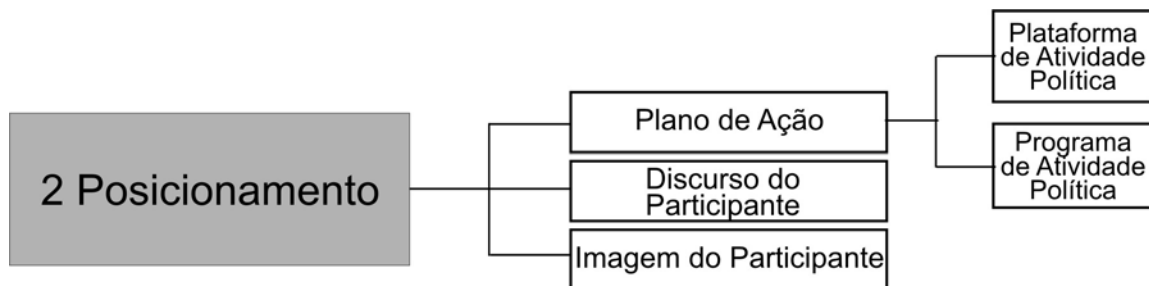 2 Posicionamento
Plano de Ação
Discurso do
Participante
Imagem do Participante
Plataforma
de Atividade
Política
Programa
de Atividade
Política